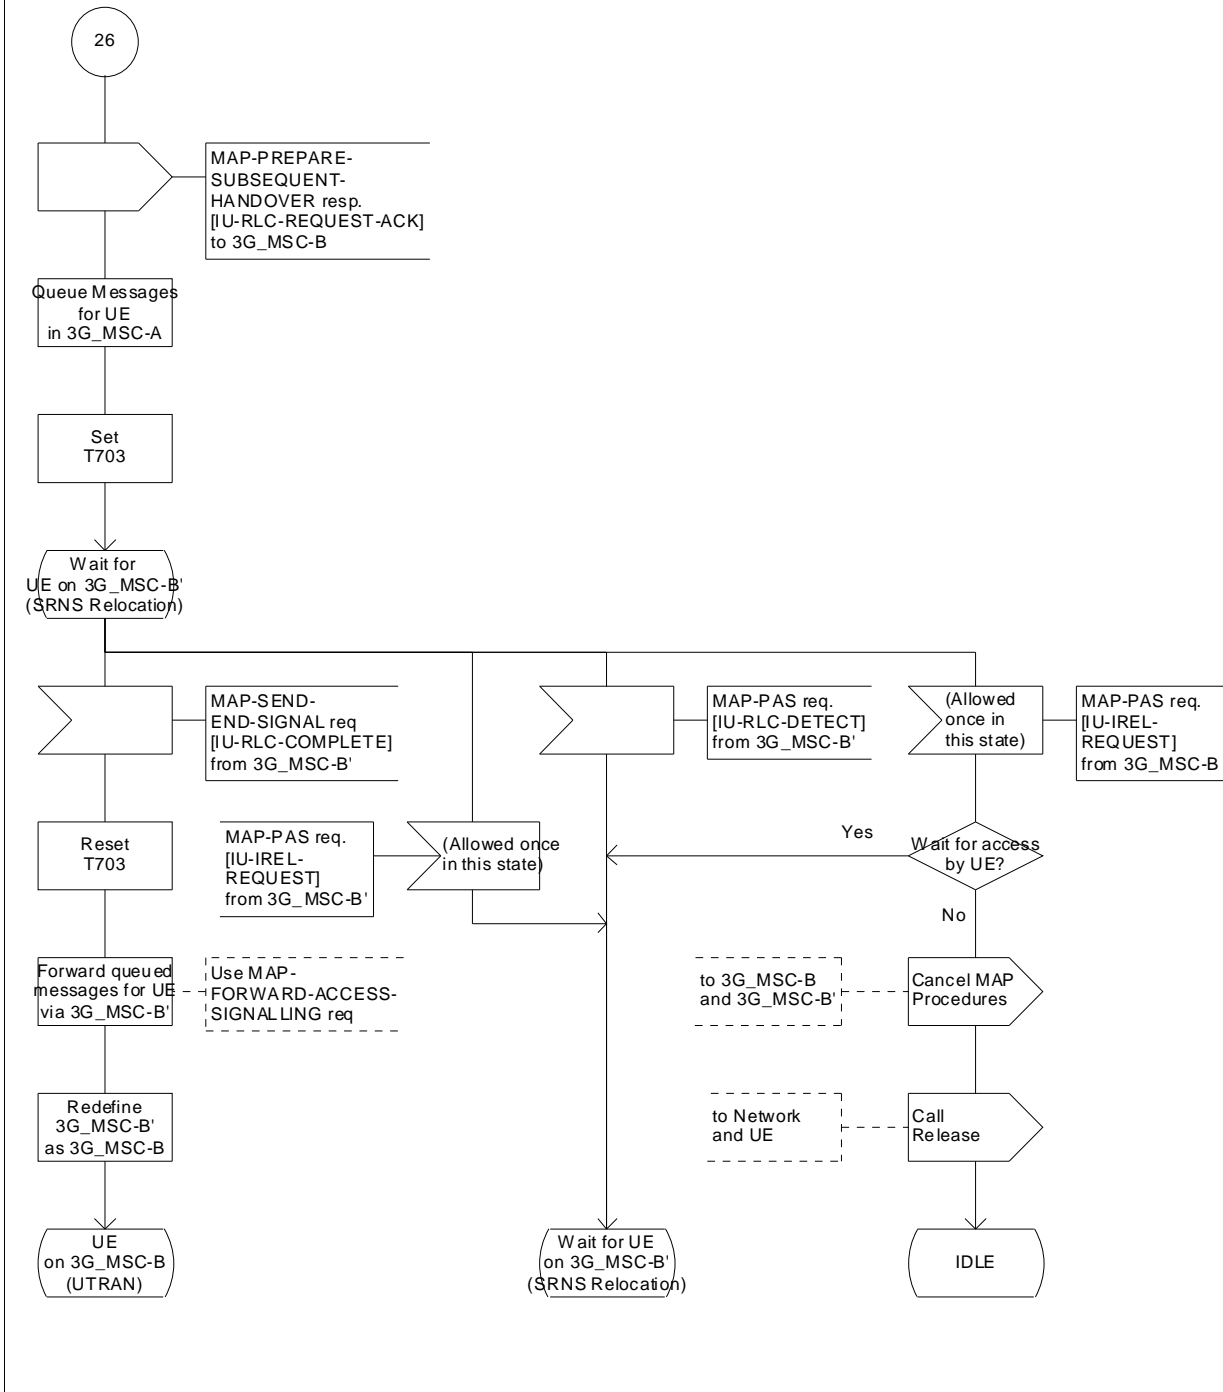 26
MAP-PREPARE-
SUBSEQUENT-
HANDOVER resp.
[IU-RLC-REQUEST-ACK]
to 3G_MSC-B
Queue Messages
for UE
in 3G_MSC-A
Set
T703
Wait for
UE on 3G_MSC-B'
(SRNS Relocation)
MAP-SEND-
END-SIGNAL req
[IU-RLC-COMPLETE]
from 3G_MSC-B'
MAP-PAS req.
[IU-RLC-DETECT]
from 3G_MSC-B'
(Allowed
once in
this state)
MAP-PAS req.
[IU-IREL-
REQUEST]
from 3G_MSC-B
Reset
T703
MAP-PAS req.
[IU-IREL-
REQUEST]
from 3G_MSC-B'
(Allowed once
in this state)
Yes
Wait for access
by UE?
No
Forward queued
messages for UE
via 3G_MSC-B'
Use MAP-
FORWARD-ACCESS-
SIGNALLING req
to 3G_MSC-B
and 3G_MSC-B'
Cancel MAP
Procedures
Redefine
3G_MSC-B'
as 3G_MSC-B
to Network
and UE
Call
Release
UE
on 3G_MSC-B
(UTRAN)
Wait for UE
on 3G_MSC-B'
(SRNS Relocation)
IDLE